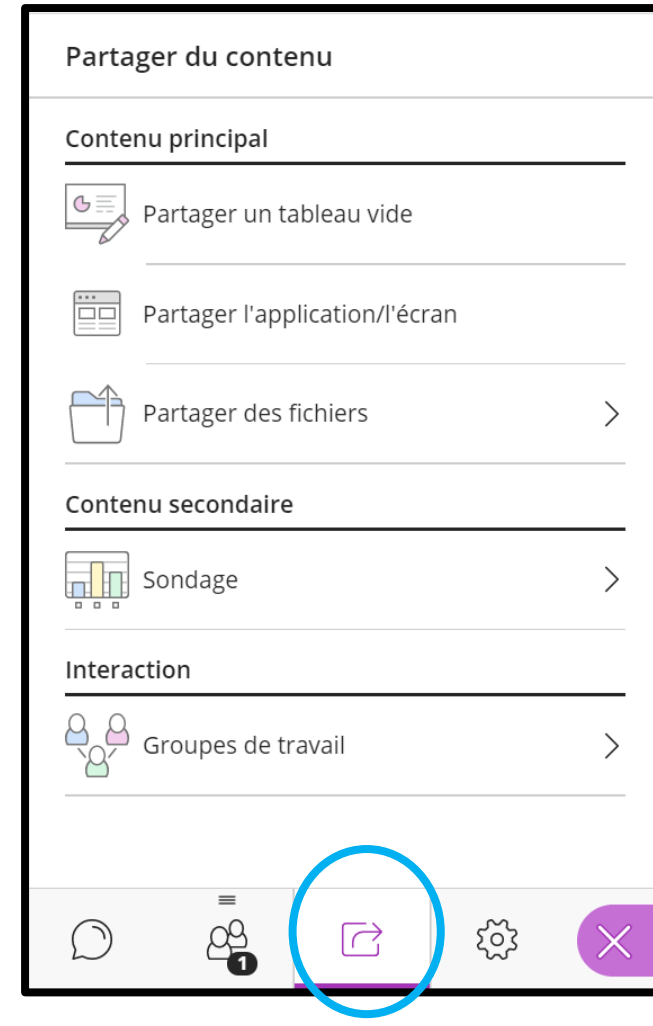 Partager du contenu
Contenu principal
Partager un tableau vide
Partager l'application/l'écran
Partager des fichiers
Contenu secondaire
Sondage
Interaction
Groupes de travail
1